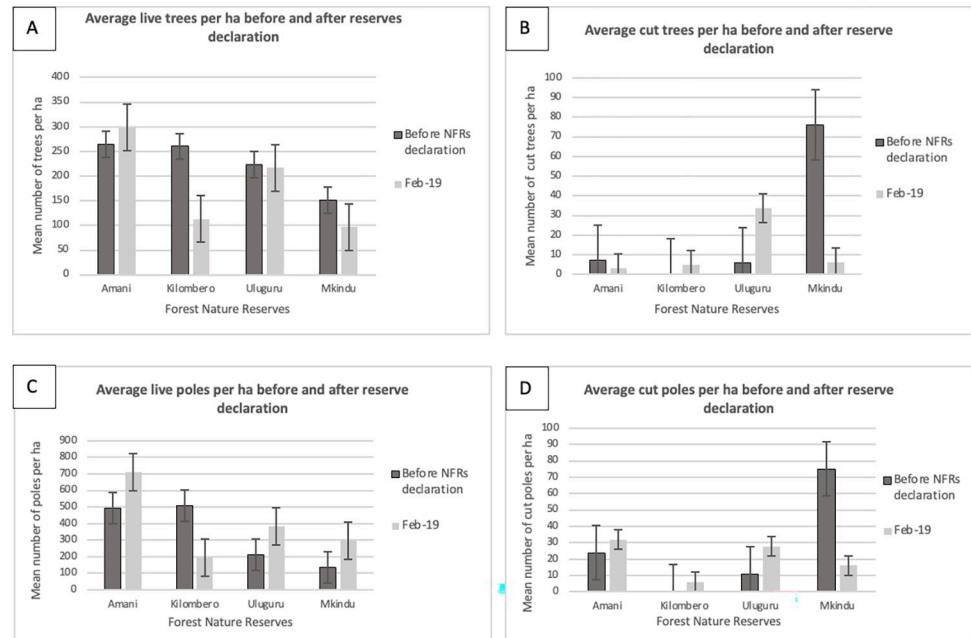 A
Average live trees per ha before and after reserves
declaration
Mean number of trees per ha
400
350
300
250
200
150
100
50
0
Amani Kilombero Uluguru Mkindu
Forest Nature Reserves
Before NFRs
declaration
Feb-19
B
Average cut trees per ha before and after reserve
declaration
Mean number of cut trees per ha
100
90
80
70
60
50
40
30
20
10
0
Amani Kilombero Uluguru Mkindu
Forest Nature Reserves
Before NFRs
declaration
Feb-19
C
Average live poles per ha before and after reserve
declaration
Mean number of poles per ha
900
800
700
600
500
400
300
200
100
0
Amani Kilombero Uluguru Mkindu
Before NFRs
declaration
Feb-19
D
Average cut poles per ha before and after reserve
declaration
Mean number of cut poles per ha
100
90
80
70
60
50
40
30
20
10
0
Amani Kilombero Uluguru Mkindu
Before NFRs
declaration
Feb-19